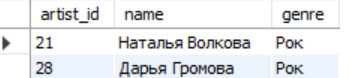 artist_id name genre
21 Наталья Волкова Рок
28 Дарья Громова Рок